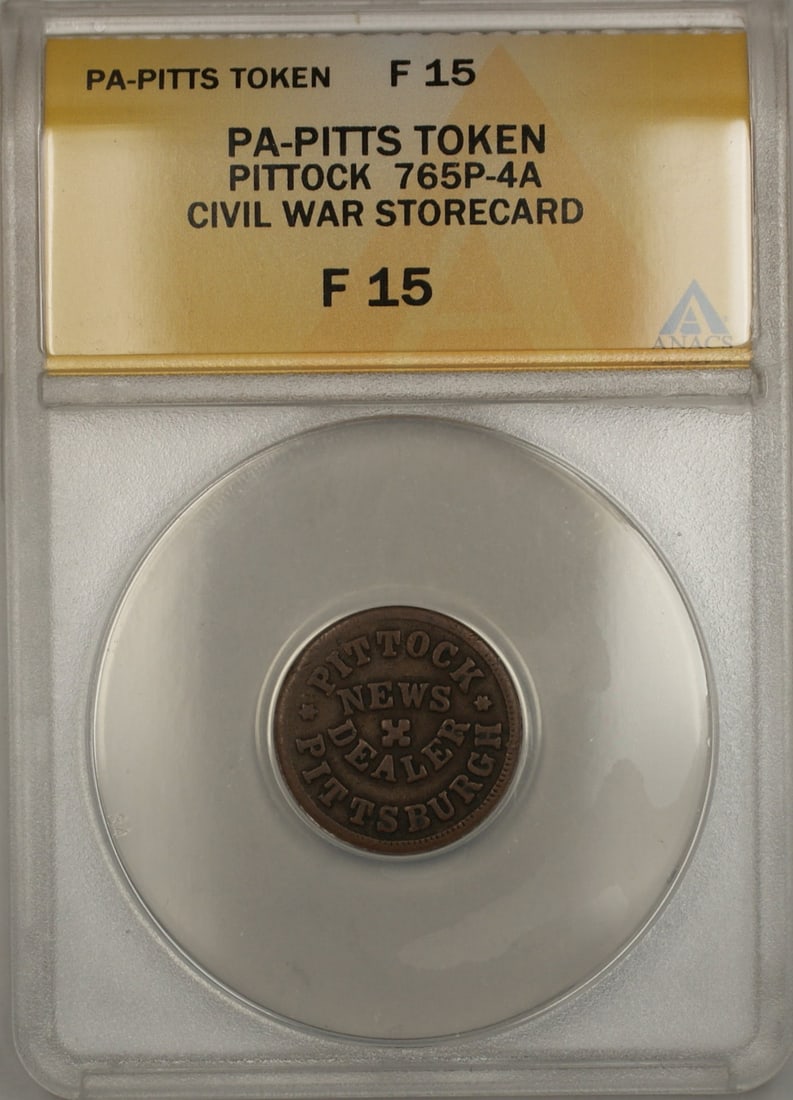 PA-PITTS TOKEN F 15
PA-PITTS TOKEN
PITTOCK 765P-4A
CIVIL WAR STORECARD
F 15
ANACS
PITTOCK
NEWS
DEALER
PITTSBURGH